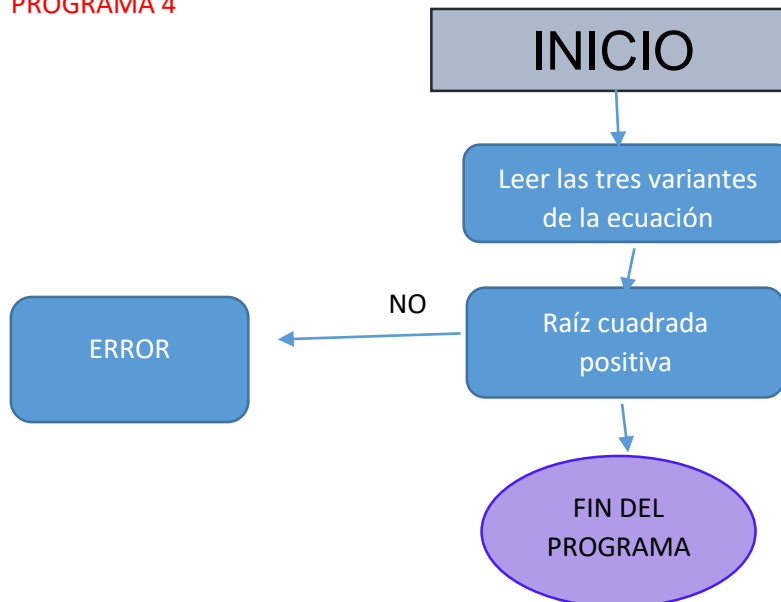 PROGRAMA 4
INICIO
Leer las tres variantes
de la ecuación
NO
Raíz cuadrada
positiva
ERROR
FIN DEL
PROGRAMA